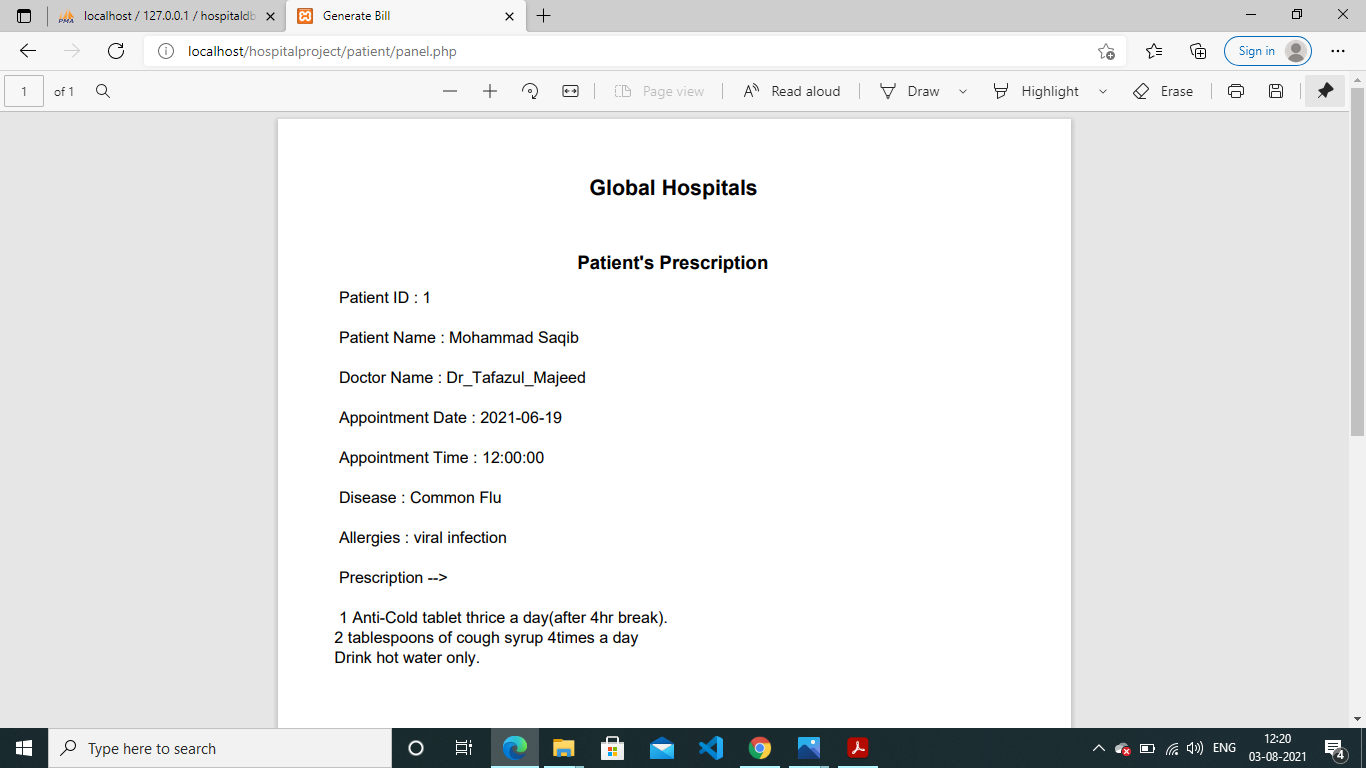 localhost / 127.0.0.1 / hospitaldb
Generate Bill
localhost/hospitalproject/patient/panel.php
Sign in
1 of 1
Page view
Read aloud
Draw
Highlight
Erase
Global Hospitals
Patient's Prescription
Patient ID : 1
Patient Name : Mohammad Saqib
Doctor Name : Dr_Tafazul_Majeed
Appointment Date : 2021-06-19
Appointment Time : 12:00:00
Disease : Common Flu
Allergies : viral infection
Prescription -->
1 Anti-Cold tablet thrice a day(after 4hr break).
2 tablespoons of cough syrup 4times a day
Drink hot water only.
Type here to search
ENG
12:20
03-08-2021
4